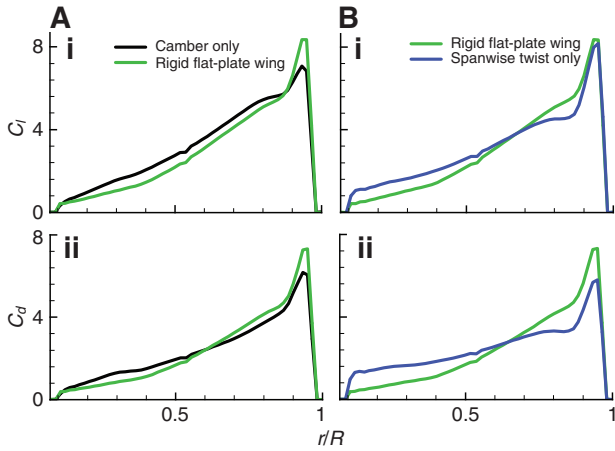 A
B
i
Camber only
Rigid flat-plate wing
i
Rigid flat-plate wing
Spanwise twist only
8
4
0
C_l
ii
ii
8
4
0
C_d
0.5
1
0.5
1
r/R
r/R